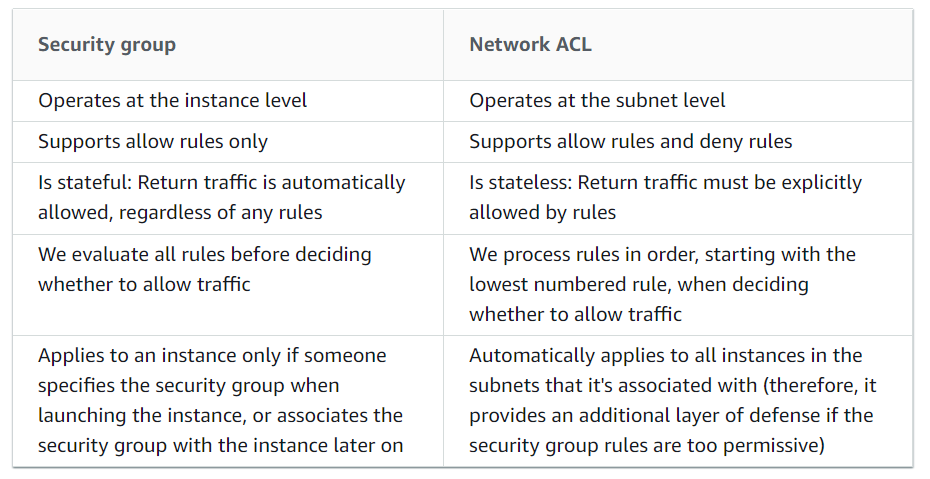 Security group
Network ACL
Operates at the instance level
Operates at the subnet level
Supports allow rules only
Supports allow rules and deny rules
Is stateful: Return traffic is automatically
allowed, regardless of any rules
Is stateless: Return traffic must be explicitly
allowed by rules
We evaluate all rules before deciding
whether to allow traffic
We process rules in order, starting with the
lowest numbered rule, when deciding
whether to allow traffic
Applies to an instance only if someone
specifies the security group when
launching the instance, or associates the
security group with the instance later on
Automatically applies to all instances in the
subnets that it's associated with (therefore, it
provides an additional layer of defense if the
security group rules are too permissive)